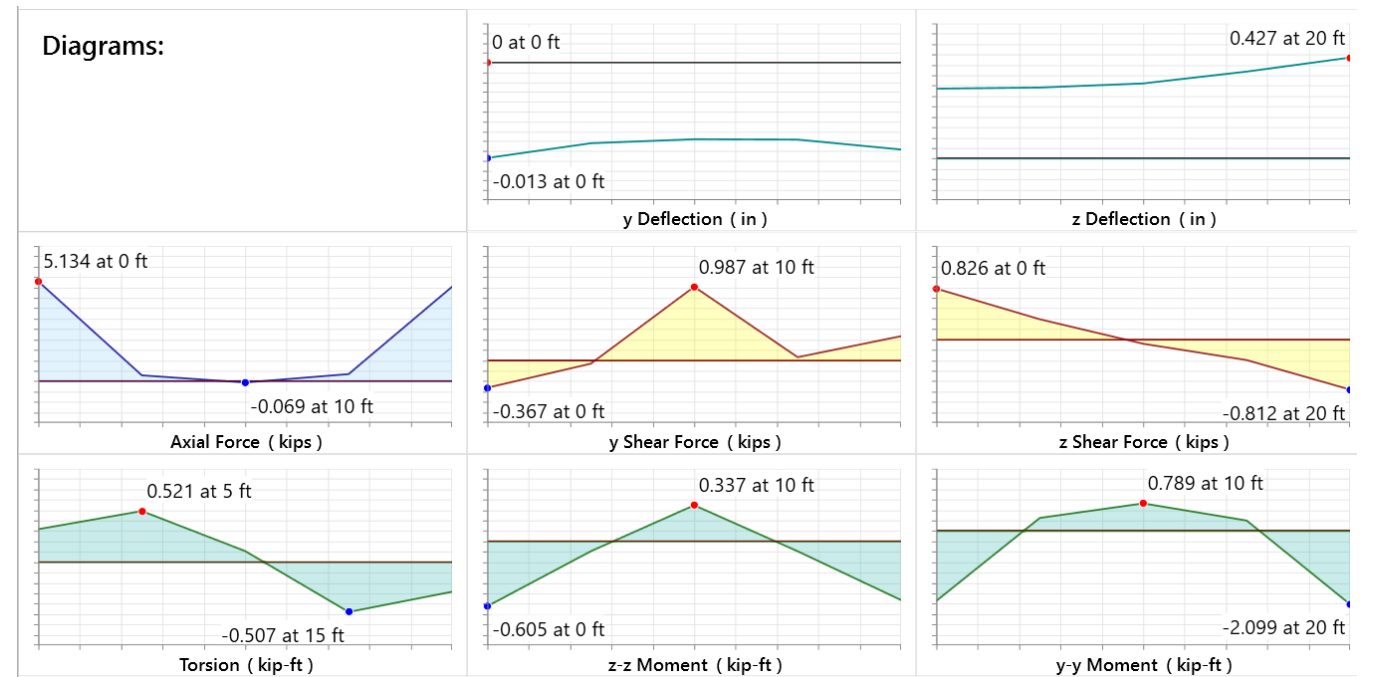 Diagrams:
0 at 0 ft
-0.013 at 0 ft
y Deflection ( in )
0.427 at 20 ft
z Deflection ( in )
5.134 at 0 ft
-0.069 at 10 ft
Axial Force ( kips )
0.987 at 10 ft
-0.367 at 0 ft
y Shear Force ( kips )
0.826 at 0 ft
-0.812 at 20 ft
z Shear Force ( kips )
0.521 at 5 ft
-0.507 at 15 ft
Torsion ( kip-ft )
0.337 at 10 ft
-0.605 at 0 ft
z-z Moment ( kip-ft )
0.789 at 10 ft
-2.099 at 20 ft
y-y Moment ( kip-ft )